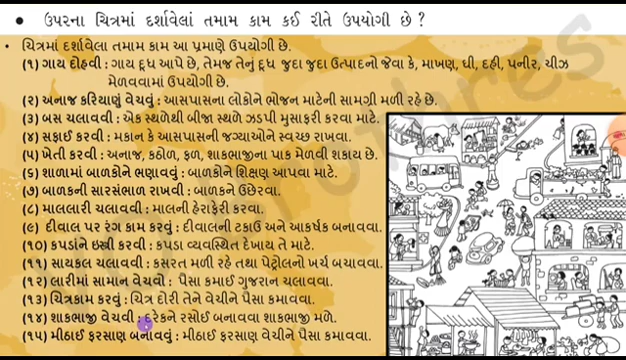 ● ઉપરના ચિત્રમાં દર્શાવેલાં તમામ કામ કઈ રીતે ઉપયોગી છે ?
• ચિત્રમાં દર્શાવેલા તમામ કામ આ પ્રમાણે ઉપયોગી છે.
(૧) ગાય દોહવી : ગાય દૂધ આપે છે, તેમજ તેનું દૂધ જુદા જુદા ઉત્પાદનો જેવા કે, માખણ, ઘી, દહીં, પનીર, ચીઝ
મેળવવામાં ઉપયોગી છે.
(૨) અનાજ કરિયાણું વેચવું : આસપાસના લોકોને ભોજન માટેની સામગ્રી મળી રહે છે.
(૩) બસ ચલાવવી : એક સ્થળેથી બીજા સ્થળે ઝડપી મુસાફરી કરવા માટે.
(૪) સફાઈ કરવી : મકાન કે આસપાસની જગ્યાઓને સ્વચ્છ રાખવા.
(૫) ખેતી કરવી : અનાજ, કઠોળ, ફળ, શાકભાજીના પાક મેળવી શકાય છે.
(૬) શાળામાં બાળકોને ભણાવવું : બાળકોને શિક્ષણ આપવા માટે.
(૭) બાળકની સારસંભાળ રાખવી : બાળકને ઉછેરવા.
(૮) માલલારી ચલાવવી : માલની હેરાફેરી કરવા.
(૯) દીવાલ પર રંગ કામ કરવું : દીવાલની ટકાઉ અને આકર્ષક બનાવવા.
(૧૦) કપડાંને ઇસ્ત્રી કરવી : કપડા વ્યવસ્થિત દેખાય તે માટે.
(૧૧) સાયકલ ચલાવવી : કસરત મળી રહે તથા પેટ્રોલનો ખર્ચ બચાવવા.
(૧૨) લારીમાં સામાન વેચવો : પૈસા કમાઈ ગુજરાન ચલાવવા.
(૧૩) ચિત્રકામ કરવું : ચિત્ર દોરી તેને વેચીને પૈસા કમાવવા.
(૧૪) શાકભાજી વેચવી : દરેકને રસોઈ બનાવવા શાકભાજી મળે.
(૧૫) મીઠાઈ ફરસાણ બનાવવું : મીઠાઈ ફરસાણ વેચીને પૈસા કમાવવા.